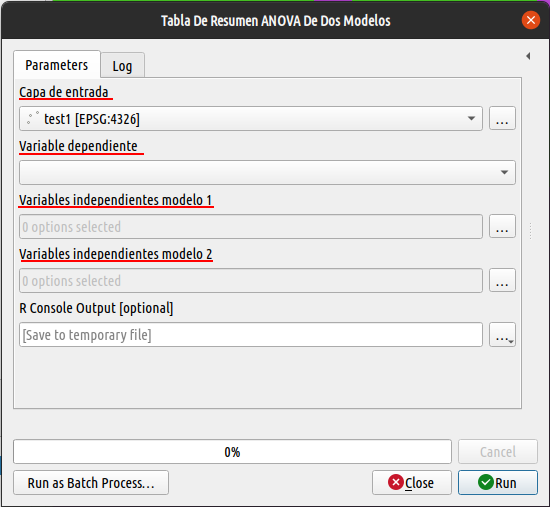 Tabla De Resumen ANOVA De Dos Modelos
Parameters
Log
Capa de entrada
test1 [EPSG:4326]
...
Variable dependiente
Variables independientes modelo 1
0 options selected
...
Variables independientes modelo 2
0 options selected
...
R Console Output [optional]
[Save to temporary file]
...
0%
Cancel
Run as Batch Process...
Close
Run